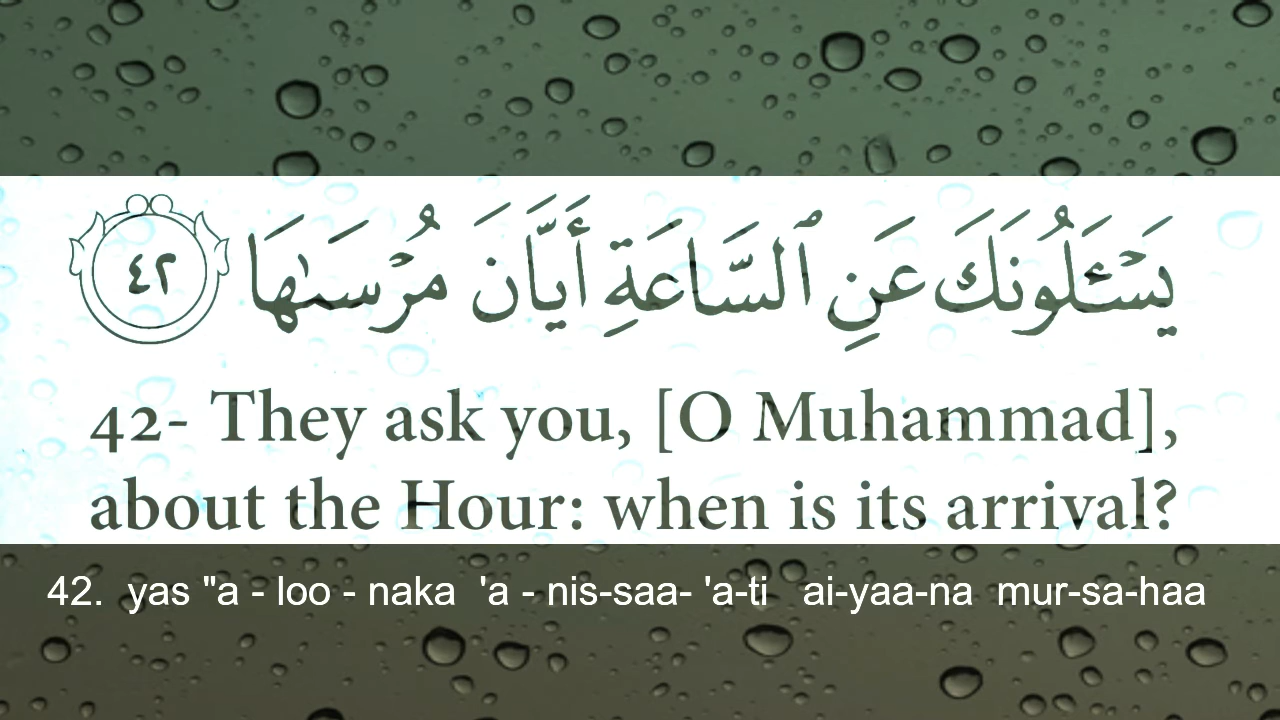 يَسْـَٔلُونَكَ عَنِ ٱلسَّاعَةِ أَيَّانَ مُرْسَىٰهَا ٤٢
42- They ask you, [O Muhammad],
about the Hour: when is its arrival?
42. yas "a - loo - naka 'a - nis-saa- 'a-ti ai-yaa-na mur-sa-haa